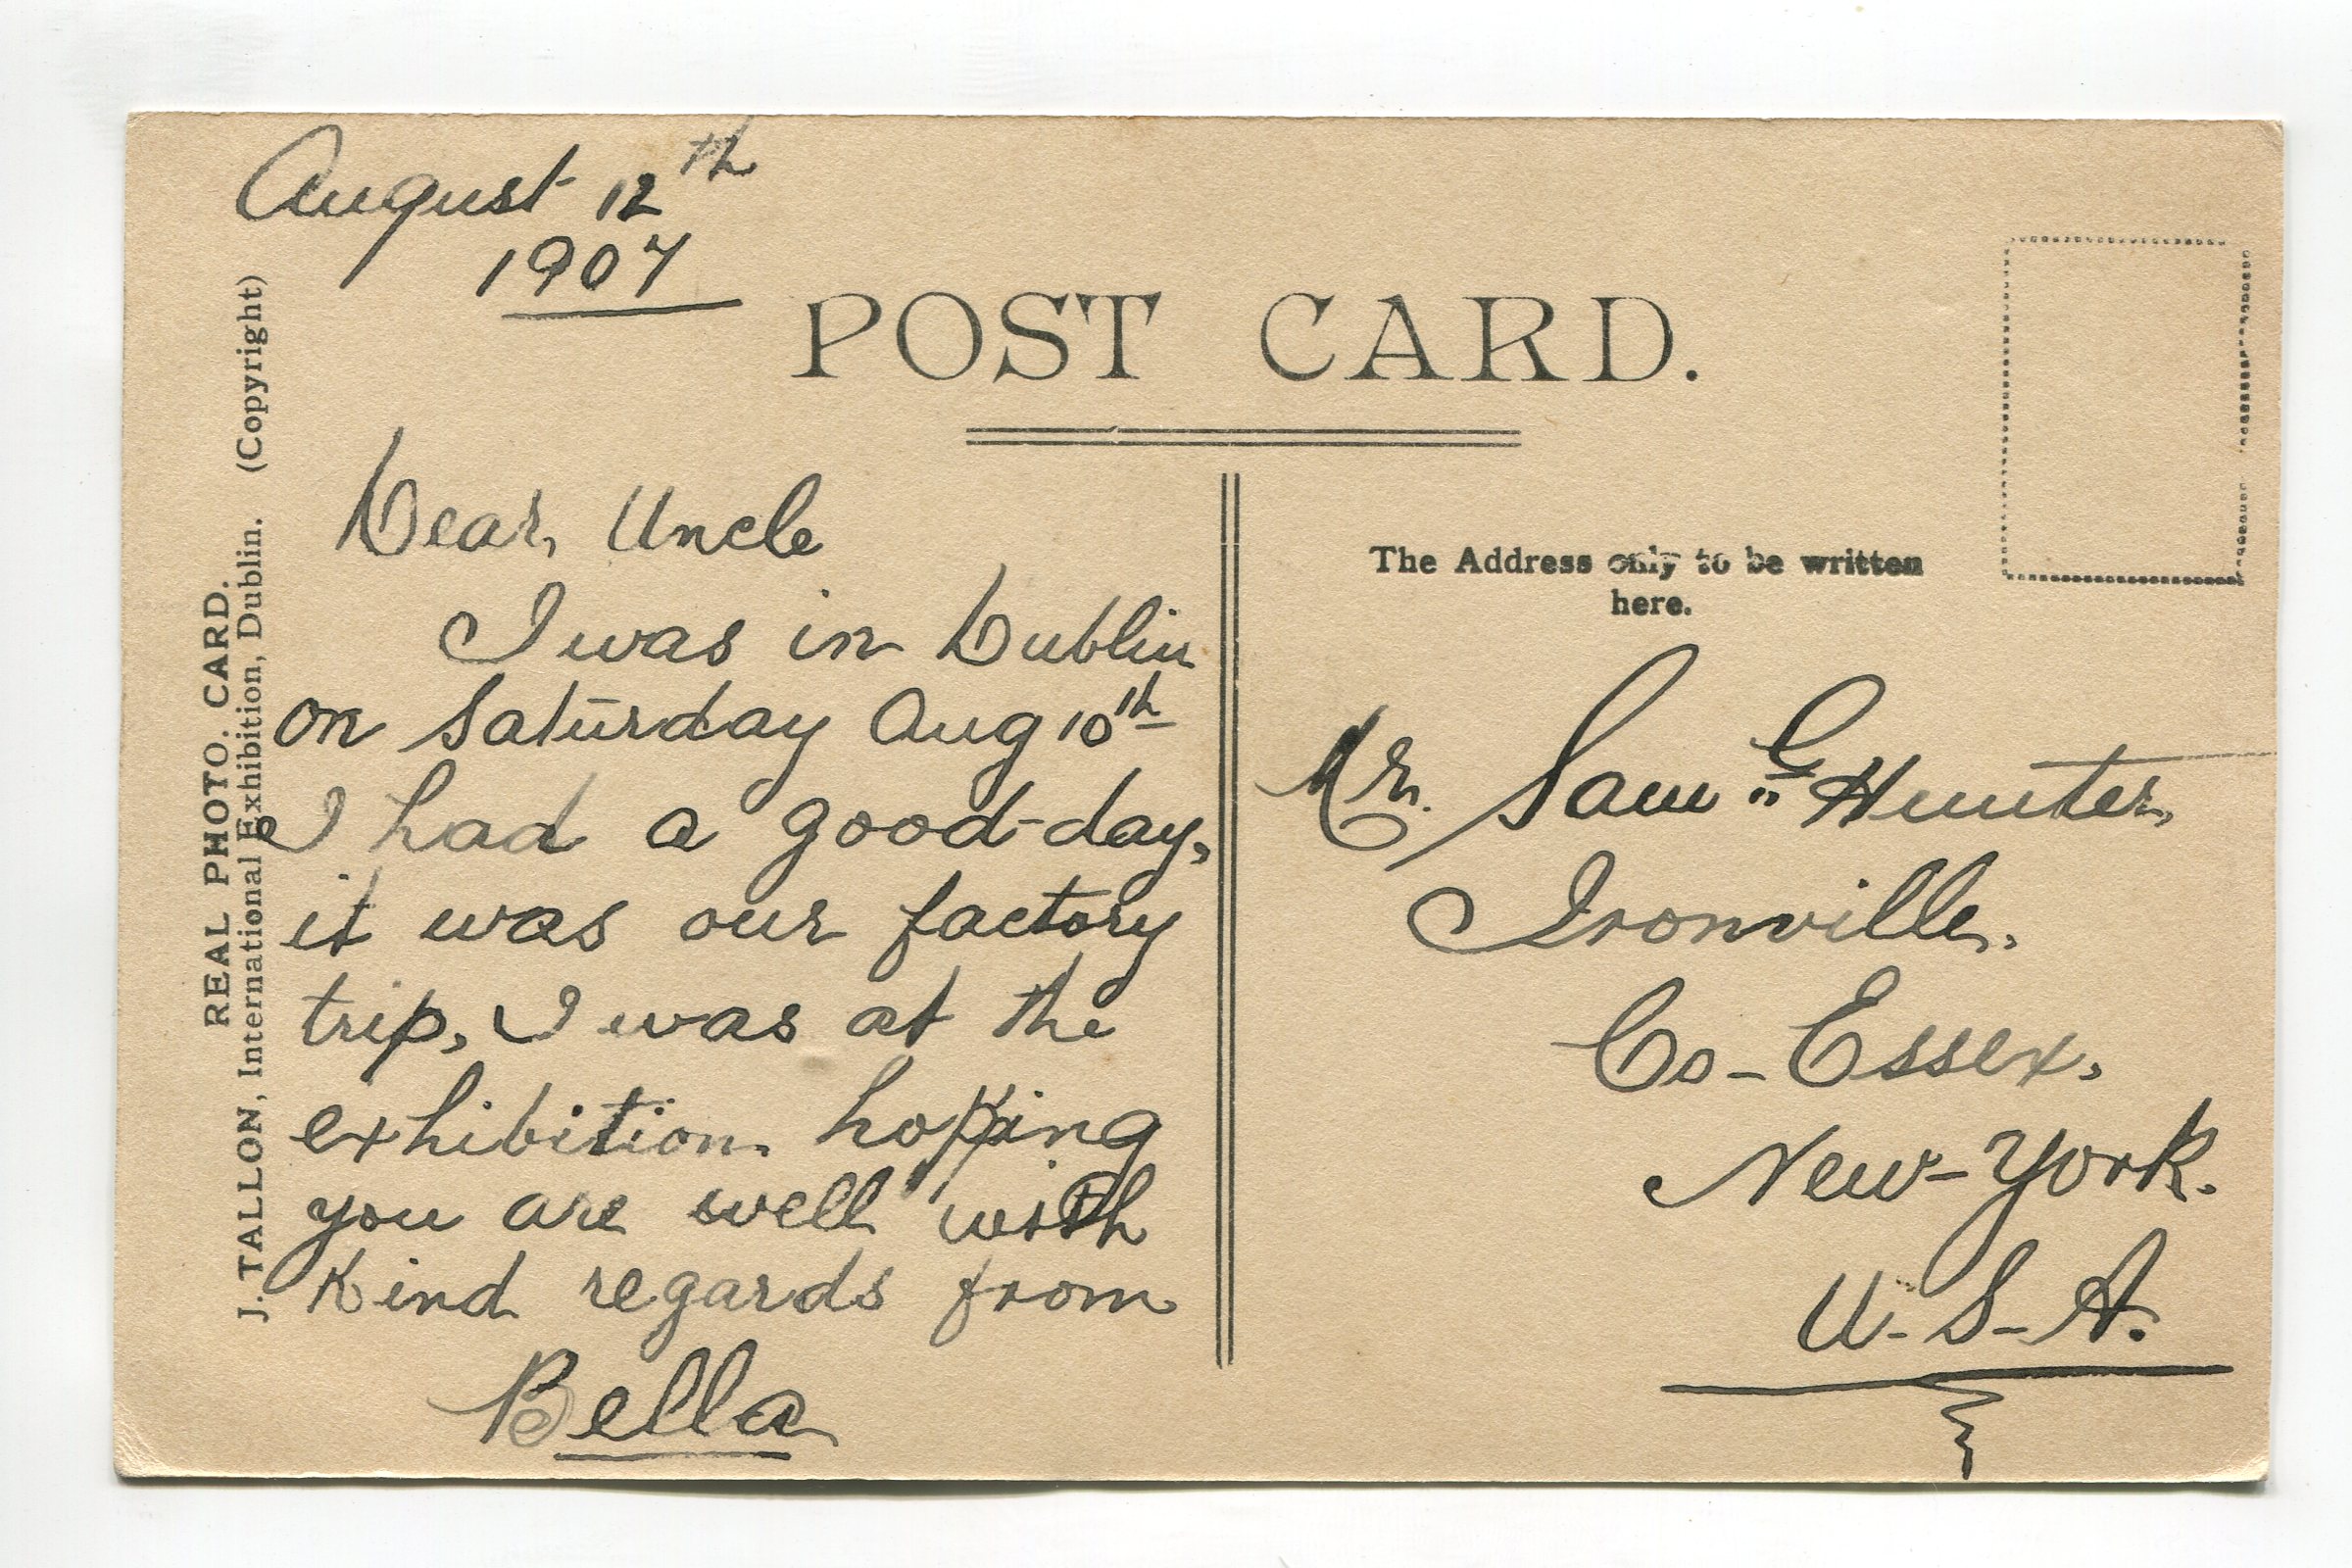 August 12th
1907
POST CARD.
REAL PHOTO. CARD.
J. TALLON, International Exhibition, Dublin. (Copyright)
Dear, Uncle
I was in Dublin
on Saturday Aug 10th
I had a good-day,
it was our factory
trip, I was at the
exhibition. hopping
you are well with
Kind regards from
Bella
The Address only to be written
here.
Mr. Sam G Hunter,
Ironville,
Co-Essex,
New-York.
U-S-A.